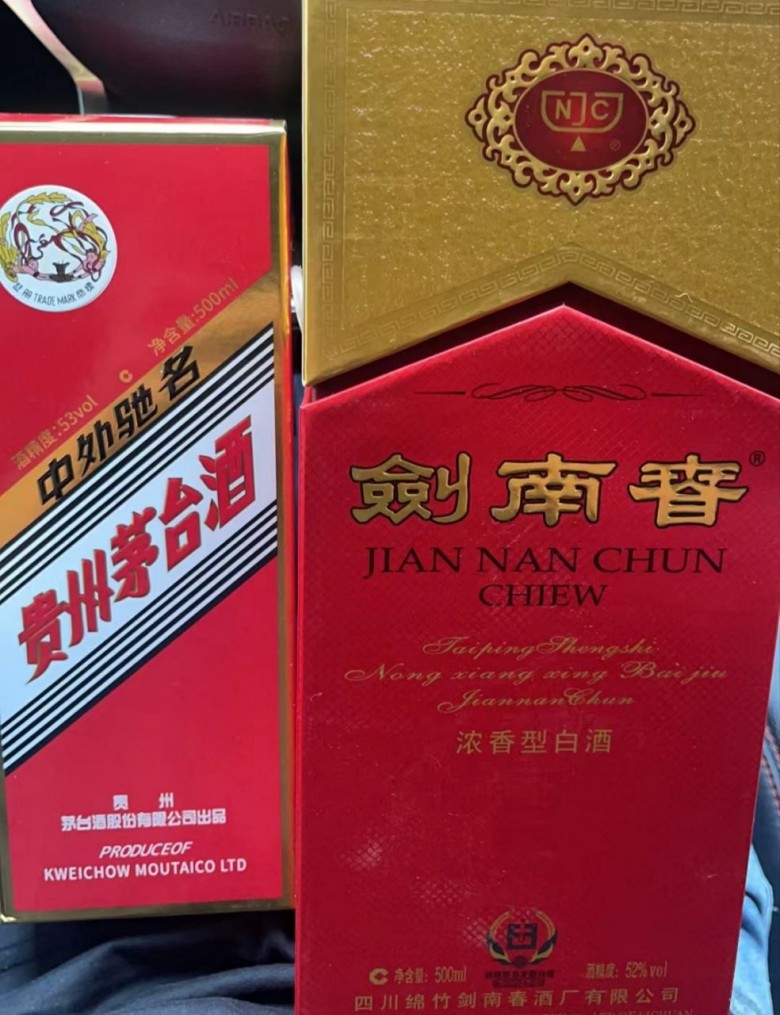 TRADE MARK
酒精度:53vol
净含量:500ml
中外驰名
贵州茅台酒
贵 州
茅台酒股份有限公司出品
PRODUCEOF
KWEICHOW MOUTAICO LTD
NJC
®
劍南春®
JIAN NAN CHUN
CHIEW
TaipingShengshi
Nong xiang xing Bai jiu
JiannanChun
浓香型白酒
净含量: 500ml 酒精度: 52%vol
四川绵竹剑南春酒厂有限公司